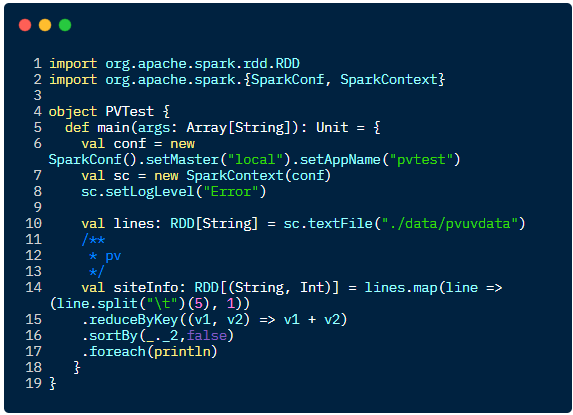 1 import org.apache.spark.rdd.RDD
2 import org.apache.spark.{SparkConf, SparkContext}
3
4 object PVTest {
5   def main(args: Array[String]): Unit = {
6     val conf = new
SparkConf().setMaster("local").setAppName("pvtest")
7     val sc = new SparkContext(conf)
8     sc.setLogLevel("Error")
9
10     val lines: RDD[String] = sc.textFile("./data/pvuvdata")
11     /**
12      * pv
13      */
14     val siteInfo: RDD[(String, Int)] = lines.map(line =>
(line.split("\t")(5), 1))
15     .reduceByKey((v1, v2) => v1 + v2)
16     .sortBy(_._2,false)
17     .foreach(println)
18    }
19 }